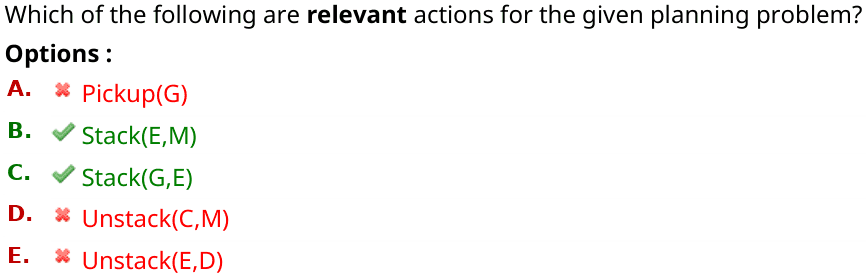 Which of the following are relevant actions for the given planning problem?
Options :
A. Pickup(G)
B. Stack(E,M)
C. Stack(G,E)
D. Unstack(C,M)
E. Unstack(E,D)